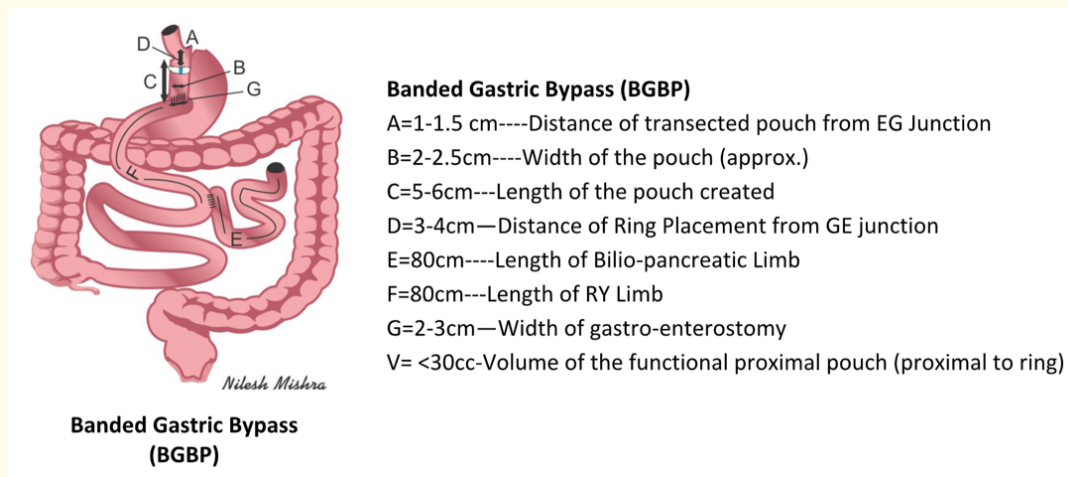 A
D
B
C
G
F
E
Nilesh Mishra
Banded Gastric Bypass
(BGBP)
Banded Gastric Bypass (BGBP)
A=1-1.5 cm----Distance of transected pouch from EG Junction
B=2-2.5cm----Width of the pouch (approx.)
C=5-6cm---Length of the pouch created
D=3-4cm—Distance of Ring Placement from GE junction
E=80cm----Length of Bilio-pancreatic Limb
F=80cm---Length of RY Limb
G=2-3cm—Width of gastro-enterostomy
V= <30cc-Volume of the functional proximal pouch (proximal to ring)